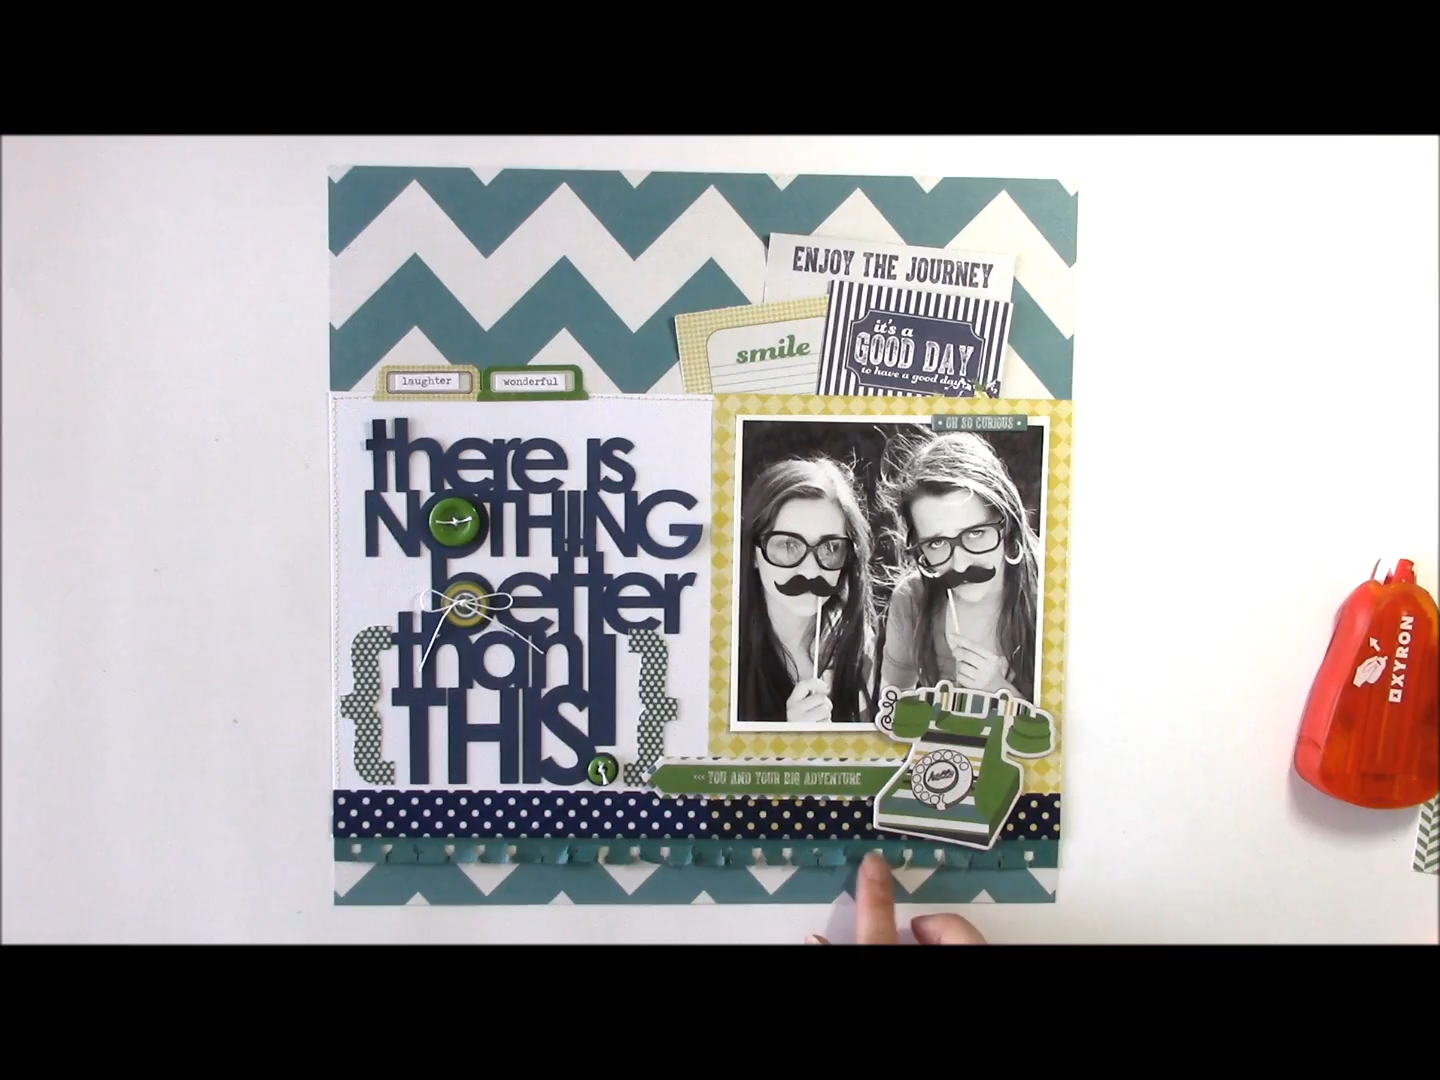 ENJOY THE JOURNEY
smile
it's a
GOOD DAY
to have a good day
laughter
wonderful
• OH SO CURIOUS •
there is
NOTHING
better
than
THIS!
<<< YOU AND YOUR BIG ADVENTURE
hello
XYRON